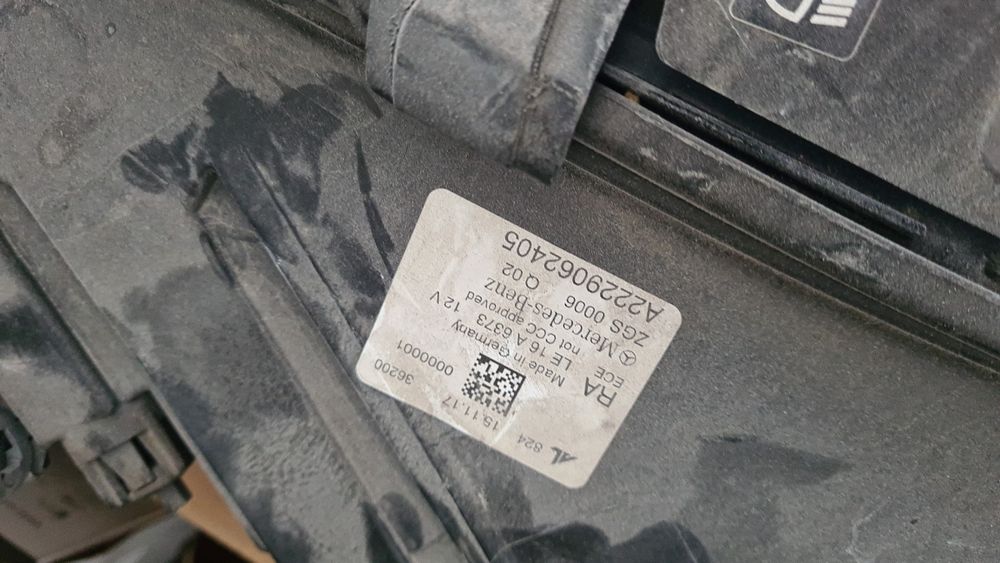 A2229062405
ZGS 0006 Q 02
Mercedes-Benz
ECE not CCC approved
RA LE 16 A 6373 12 V
Made in Germany
0000001
36200
AL 824 15.11.17